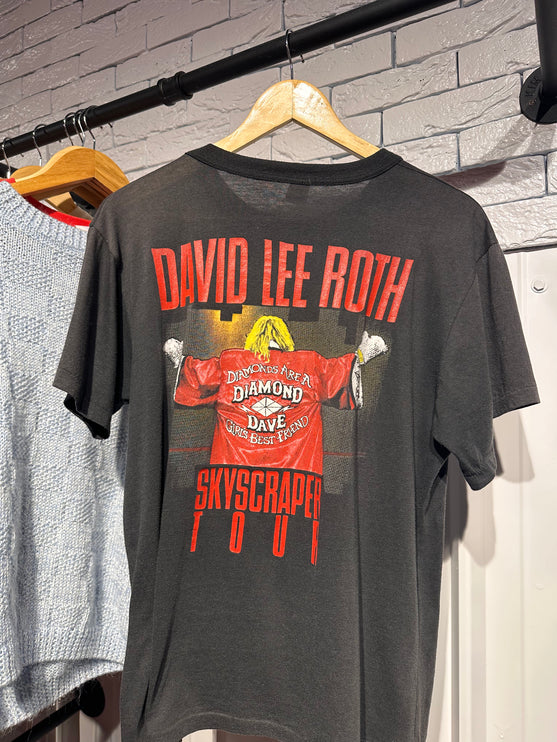 DAVID LEE ROTH
DIAMONDS ARE A
DIAMOND
DAVE
GIRLS BEST FRIEND
SKYSCRAPER
TOUR